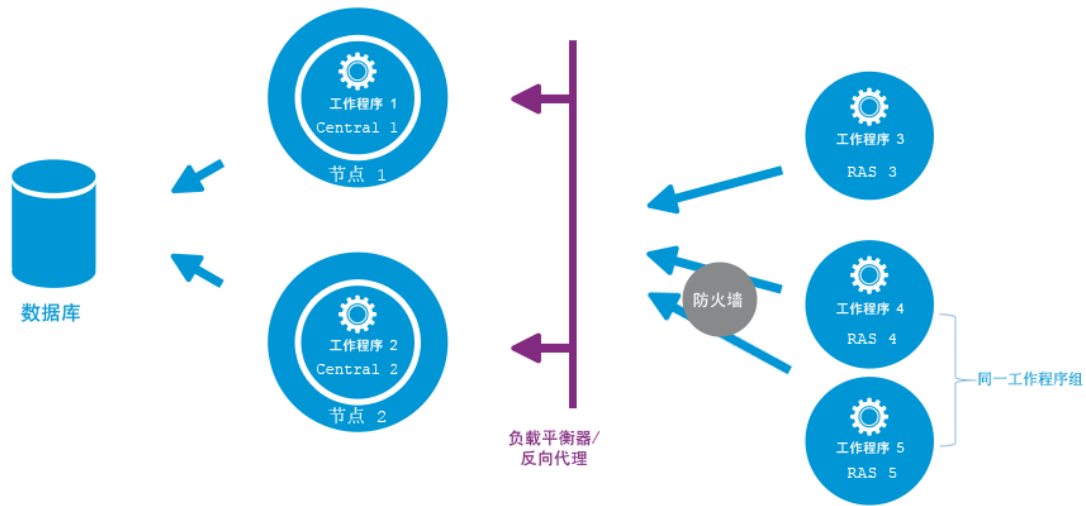 工作程序 1
Central 1
节点 1
工作程序 2
Central 2
节点 2
数据库
负载平衡器/
反向代理
防火墙
工作程序 3
RAS 3
工作程序 4
RAS 4
工作程序 5
RAS 5
同一工作程序组